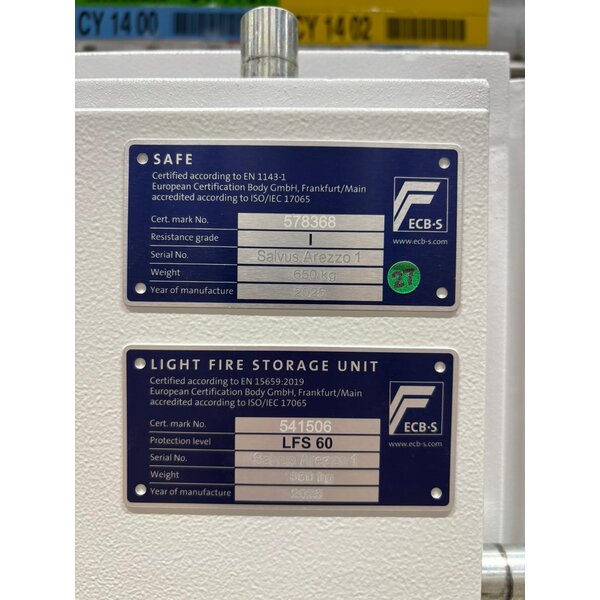 CY 14 00
CY 14 02
SAFE
Certified according to EN 1143-1
European Certification Body GmbH, Frankfurt/Main
accredited according to ISO/IEC 17065
Cert. mark No. 578368
Resistance grade I
Serial No. Salvus Arezzo 1
Weight 650 kg
Year of manufacture 2025
ECB·S
www.ecb-s.com
27
LIGHT FIRE STORAGE UNIT
Certified according to EN 15659:2019
European Certification Body GmbH, Frankfurt/Main
accredited according to ISO/IEC 17065
Cert. mark No. 541506
Protection level LFS 60
Serial No. Salvus Arezzo 1
Weight
Year of manufacture
ECB·S
www.ecb-s.com